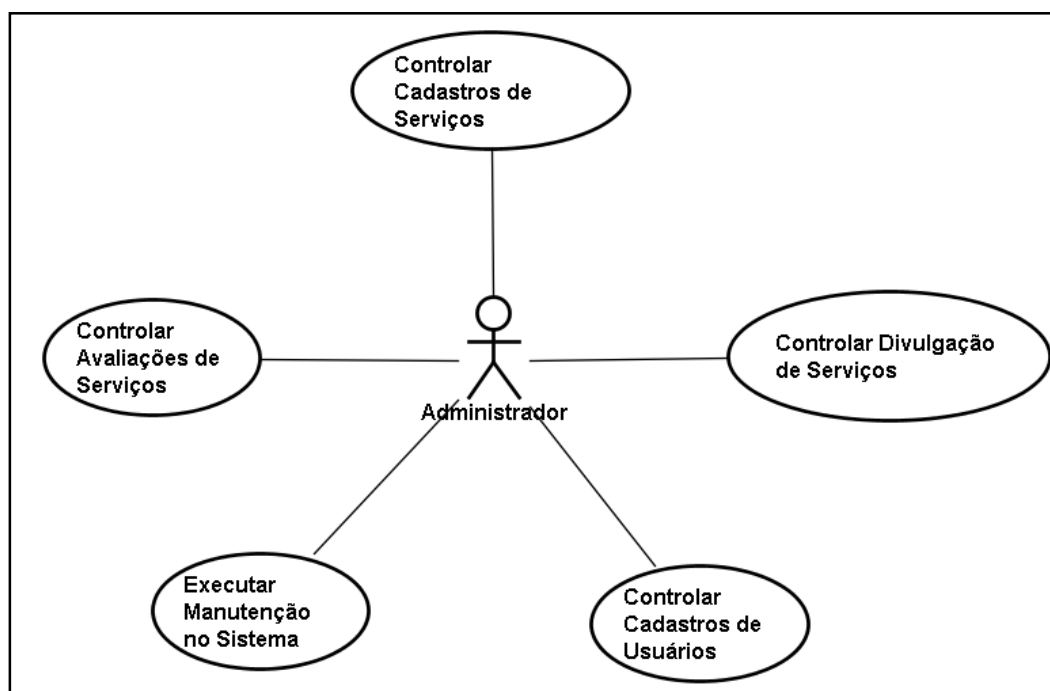 Controlar
Cadastros de
Serviços
Controlar
Avaliações de
Serviços
Controlar Divulgação
de Serviços
Administrador
Executar
Manutenção
no Sistema
Controlar
Cadastros de
Usuários